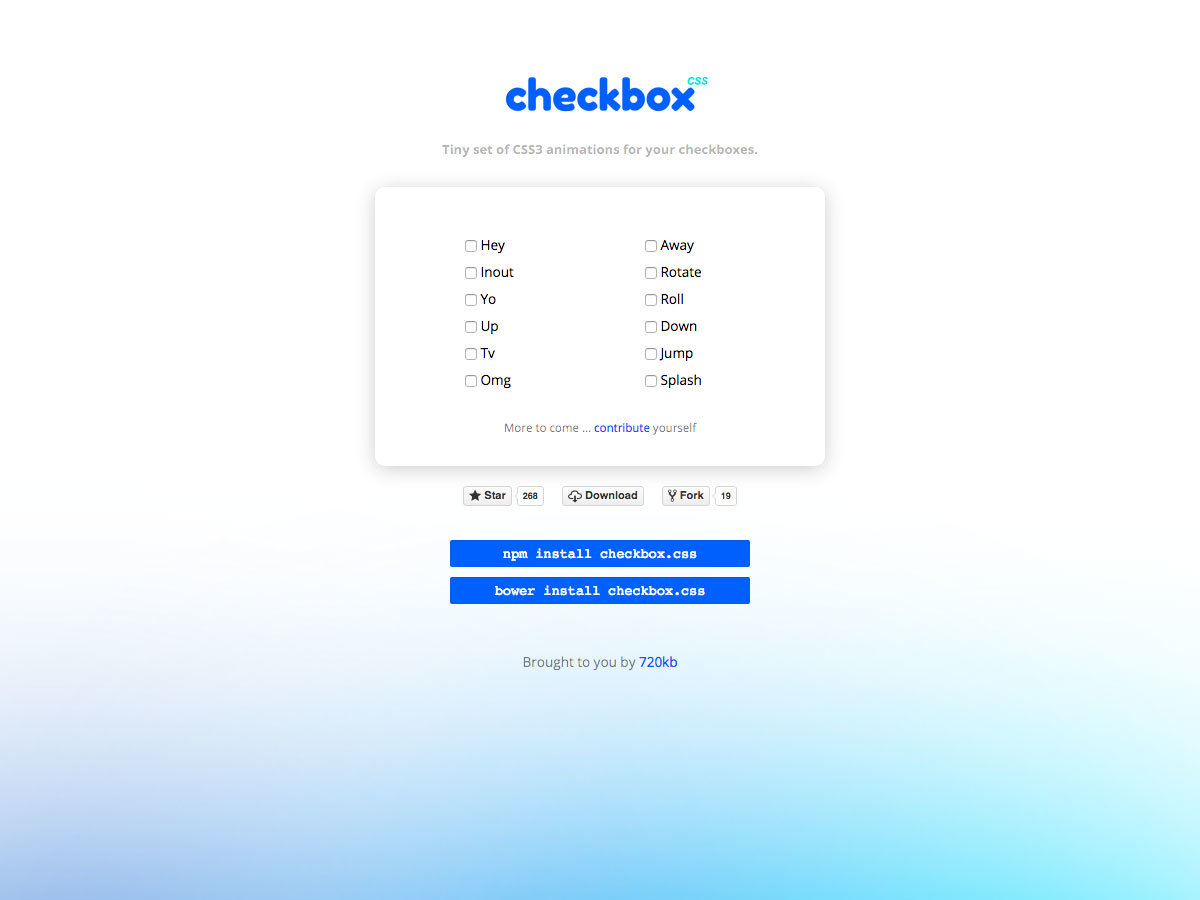 checkbox CSS
Tiny set of CSS3 animations for your checkboxes.
Hey
Inout
Yo
Up
Tv
Omg
Away
Rotate
Roll
Down
Jump
Splash
More to come ... contribute yourself
Star 268 Download Fork 19
npm install checkbox.css
bower install checkbox.css
Brought to you by 720kb